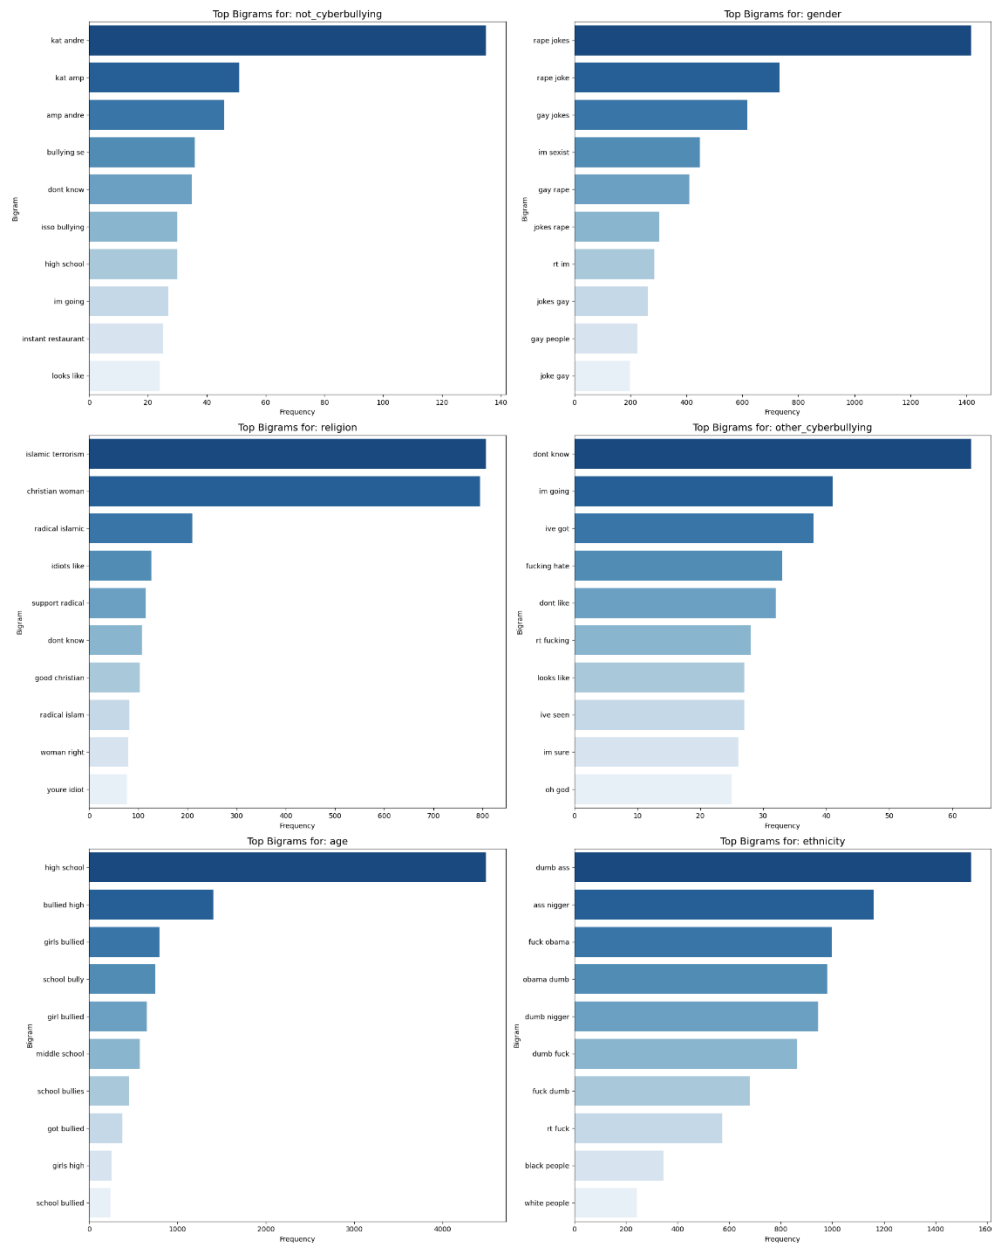 Top Bigrams for: not_cyberbullying
Bigram
kat andre
kat amp
amp andre
bullying se
dont know
isso bullying
high school
im going
instant restaurant
looks like
0 20 40 60 80 100 120 140
Frequency
Top Bigrams for: gender
Bigram
rape jokes
rape joke
gay jokes
im sexist
gay rape
jokes rape
rt im
jokes gay
gay people
joke gay
0 200 400 600 800 1000 1200 1400
Frequency
Top Bigrams for: religion
Bigram
islamic terrorism
christian woman
radical islamic
idiots like
support radical
dont know
good christian
radical islam
woman right
youre idiot
0 100 200 300 400 500 600 700 800
Frequency
Top Bigrams for: other_cyberbullying
Bigram
dont know
im going
ive got
fucking hate
dont like
rt fucking
looks like
ive seen
im sure
oh god
0 10 20 30 40 50 60
Frequency
Top Bigrams for: age
Bigram
high school
bullied high
girls bullied
school bully
girl bullied
middle school
school bullies
got bullied
girls high
school bullied
0 1000 2000 3000 4000
Frequency
Top Bigrams for: ethnicity
Bigram
dumb ass
ass nigger
fuck obama
obama dumb
dumb nigger
dumb fuck
fuck dumb
rt fuck
black people
white people
0 200 400 600 800 1000 1200 1400 1600
Frequency